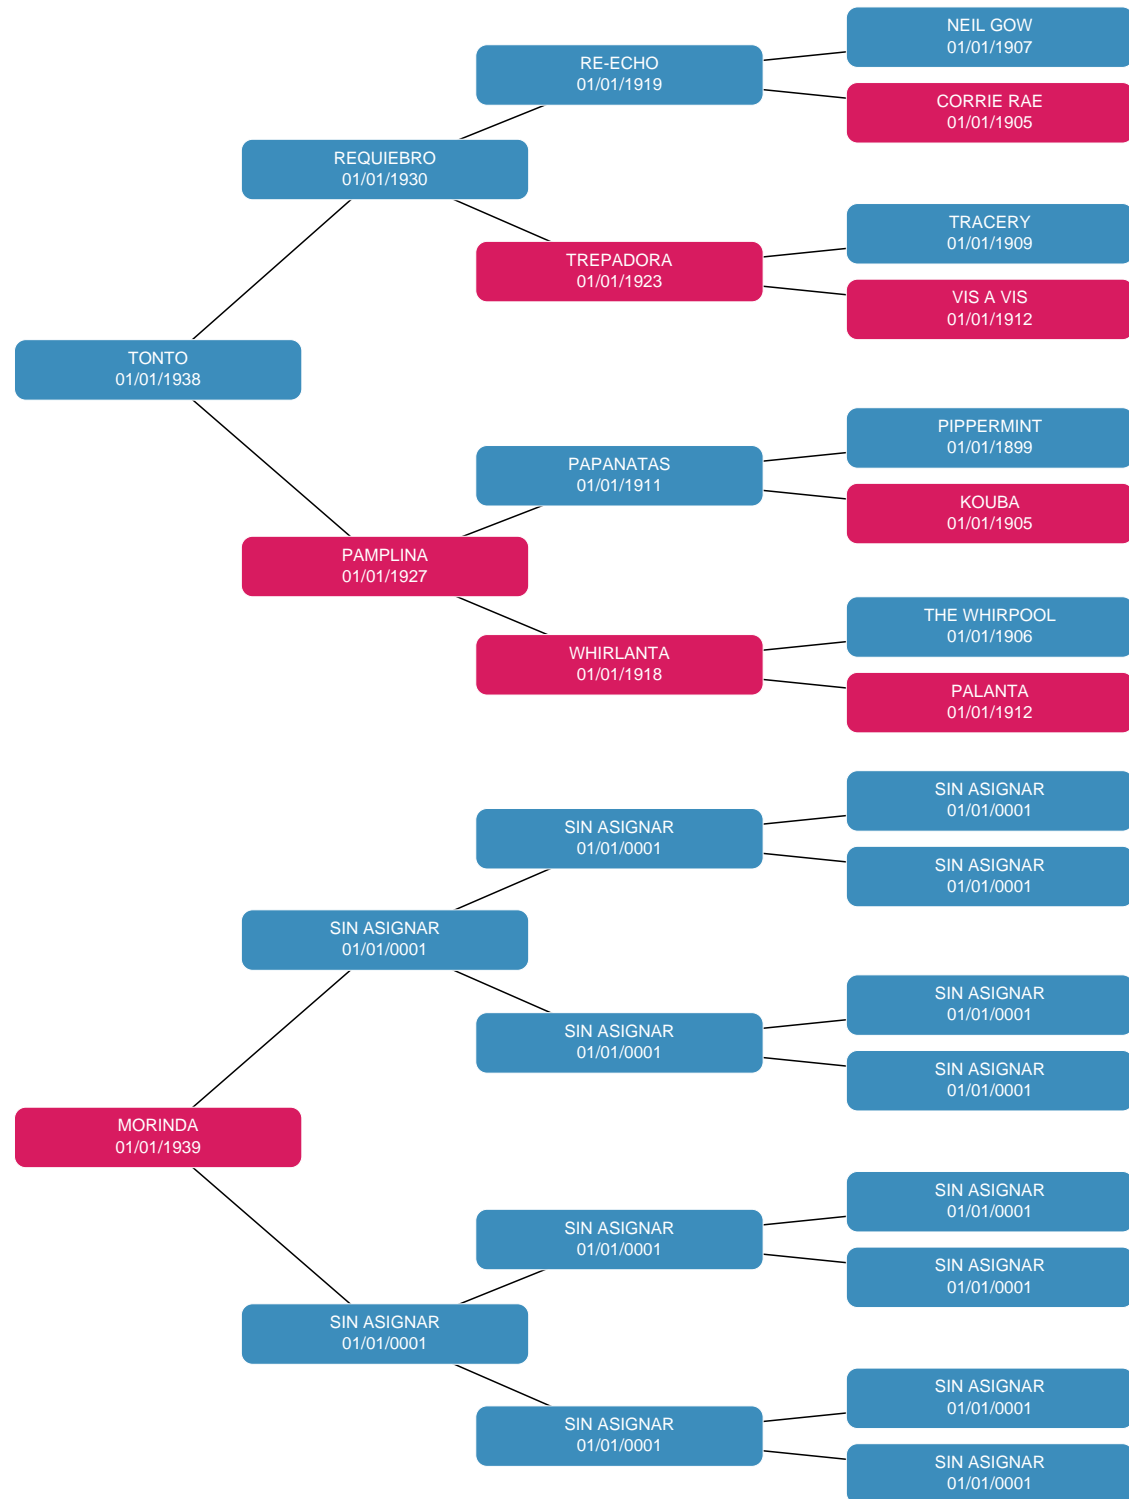 NEIL GOW
01/01/1907
RE-ECHO
01/01/1919
CORRIE RAE
01/01/1905
REQUIEBRO
01/01/1930
TRACERY
01/01/1909
TREPADORA
01/01/1923
VIS A VIS
01/01/1912
TONTO
01/01/1938
PIPPERMINT
01/01/1899
PAPANATAS
01/01/1911
KOUBA
01/01/1905
PAMPLINA
01/01/1927
THE WHIRPOOL
01/01/1906
WHIRLANTA
01/01/1918
PALANTA
01/01/1912
SIN ASIGNAR
01/01/0001
SIN ASIGNAR
01/01/0001
SIN ASIGNAR
01/01/0001
SIN ASIGNAR
01/01/0001
SIN ASIGNAR
01/01/0001
SIN ASIGNAR
01/01/0001
SIN ASIGNAR
01/01/0001
MORINDA
01/01/1939
SIN ASIGNAR
01/01/0001
SIN ASIGNAR
01/01/0001
SIN ASIGNAR
01/01/0001
SIN ASIGNAR
01/01/0001
SIN ASIGNAR
01/01/0001
SIN ASIGNAR
01/01/0001
SIN ASIGNAR
01/01/0001